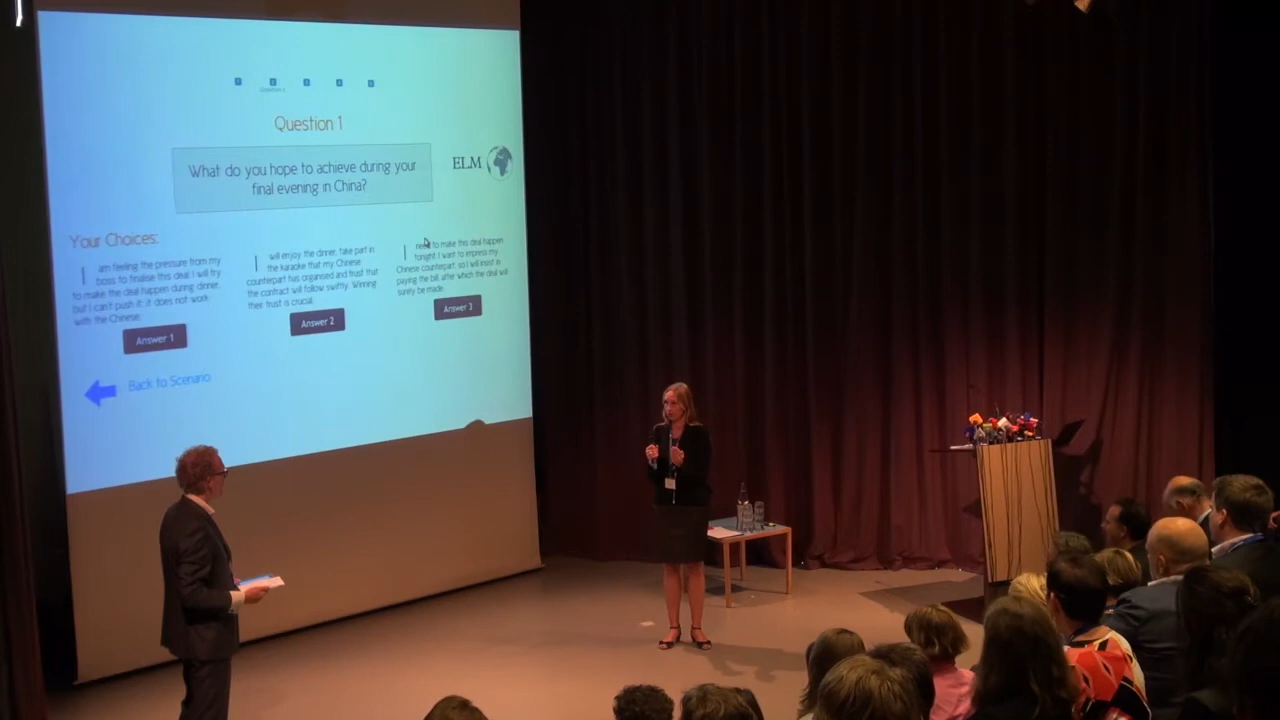 Question 1
What do you hope to achieve during your
final evening in China?
ELM
Your Choices:
I am feeling the pressure from my
boss to finalise this deal. I will try
to make the deal happen during dinner,
but I can't push it; it does not work
with the Chinese.
Answer 1
I will enjoy the dinner, take part in
the karaoke that my Chinese
counterpart has organised and trust that
the contract will follow swiftly. Winning
their trust is crucial.
Answer 2
I need to make this deal happen
tonight. I want to impress my
Chinese counterpart, so I will insist in
paying the bill, after which the deal will
surely be made.
Answer 3
Back to Scenario